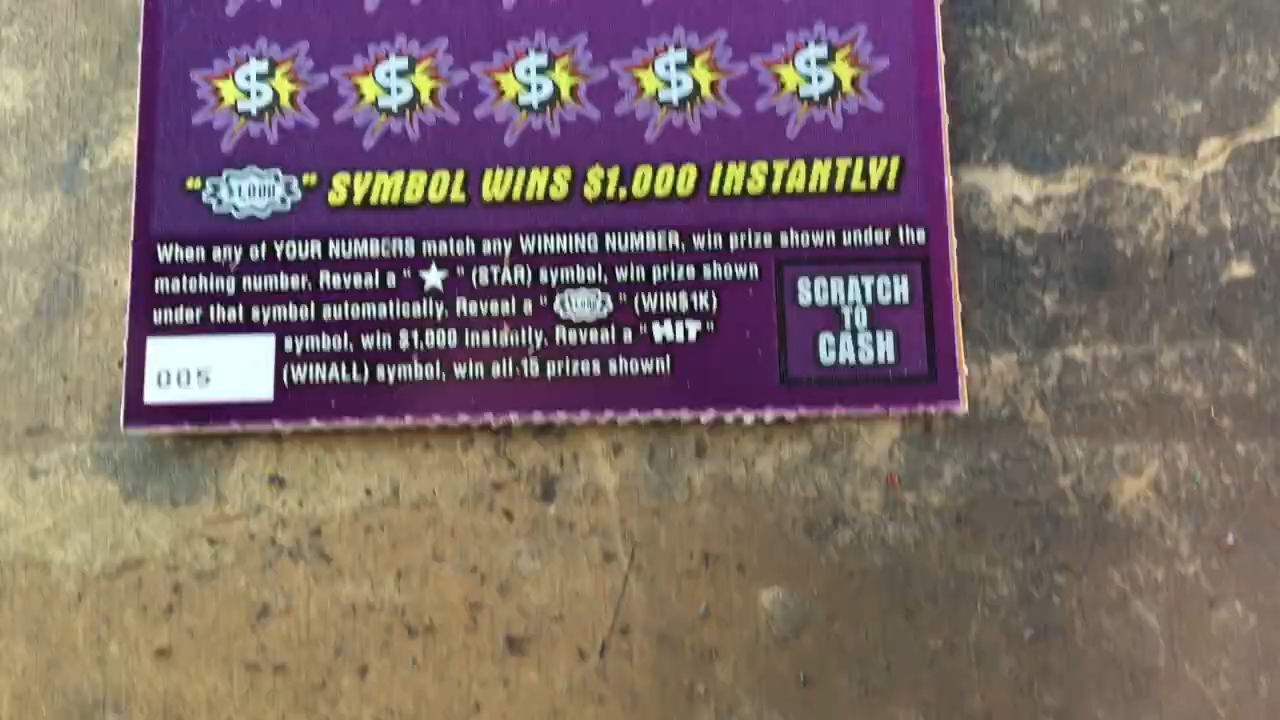 $ $ $ $ $
"1,000" SYMBOL WINS $1,000 INSTANTLY!
When any of YOUR NUMBERS match any WINNING NUMBER, win prize shown under the
matching number. Reveal a "★" (STAR) symbol, win prize shown
under that symbol automatically. Reveal a "1,000" (WIN$1K)
symbol, win $1,000 instantly. Reveal a "HIT"
(WINALL) symbol, win all 15 prizes shown!
005
SCRATCH
TO
CASH